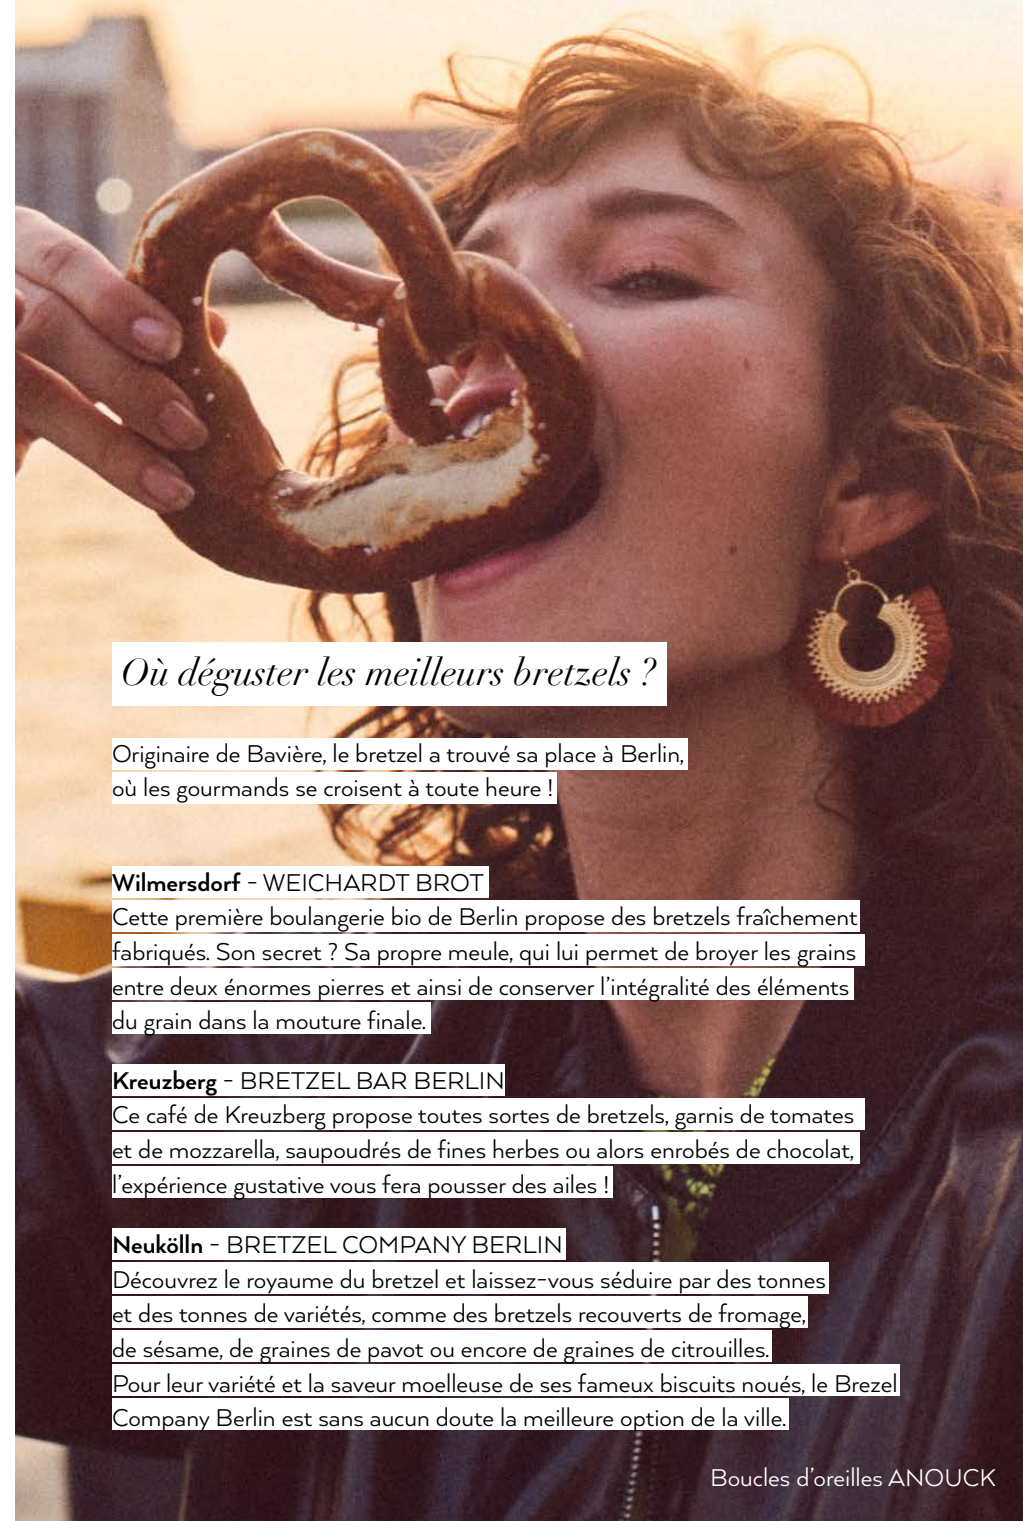 Où déguster les meilleurs bretzels ?
Originaire de Bavière, le bretzel a trouvé sa place à Berlin,
où les gourmands se croisent à toute heure !
Wilmersdorf - WEICHARDT BROT
Cette première boulangerie bio de Berlin propose des bretzels fraîchement
fabriqués. Son secret ? Sa propre meule, qui lui permet de broyer les grains
entre deux énormes pierres et ainsi de conserver l'intégralité des éléments
du grain dans la mouture finale.
Kreuzberg - BRETZEL BAR BERLIN
Ce café de Kreuzberg propose toutes sortes de bretzels, garnis de tomates
et de mozzarella, saupoudrés de fines herbes ou alors enrobés de chocolat,
l'expérience gustative vous fera pousser des ailes !
Neukölln - BRETZEL COMPANY BERLIN
Découvrez le royaume du bretzel et laissez-vous séduire par des tonnes
et des tonnes de variétés, comme des bretzels recouverts de fromage,
de sésame, de graines de pavot ou encore de graines de citrouilles.
Pour leur variété et la saveur moelleuse de ses fameux biscuits noués, le Brezel
Company Berlin est sans aucun doute la meilleure option de la ville.
Boucles d'oreilles ANOUCK